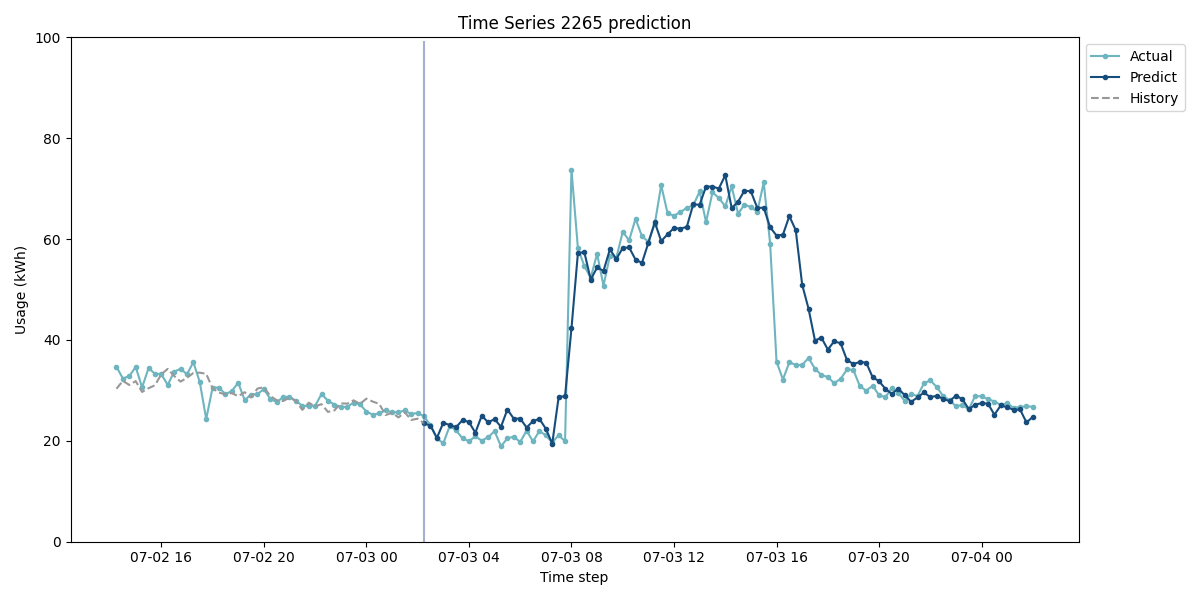 Time Series 2265 prediction
100
80
60
40
20
0
Usage (kWh)
07-02 16
07-02 20
07-03 00
07-03 04
07-03 08
07-03 12
07-03 16
07-03 20
07-04 00
Time step
Actual
Predict
History